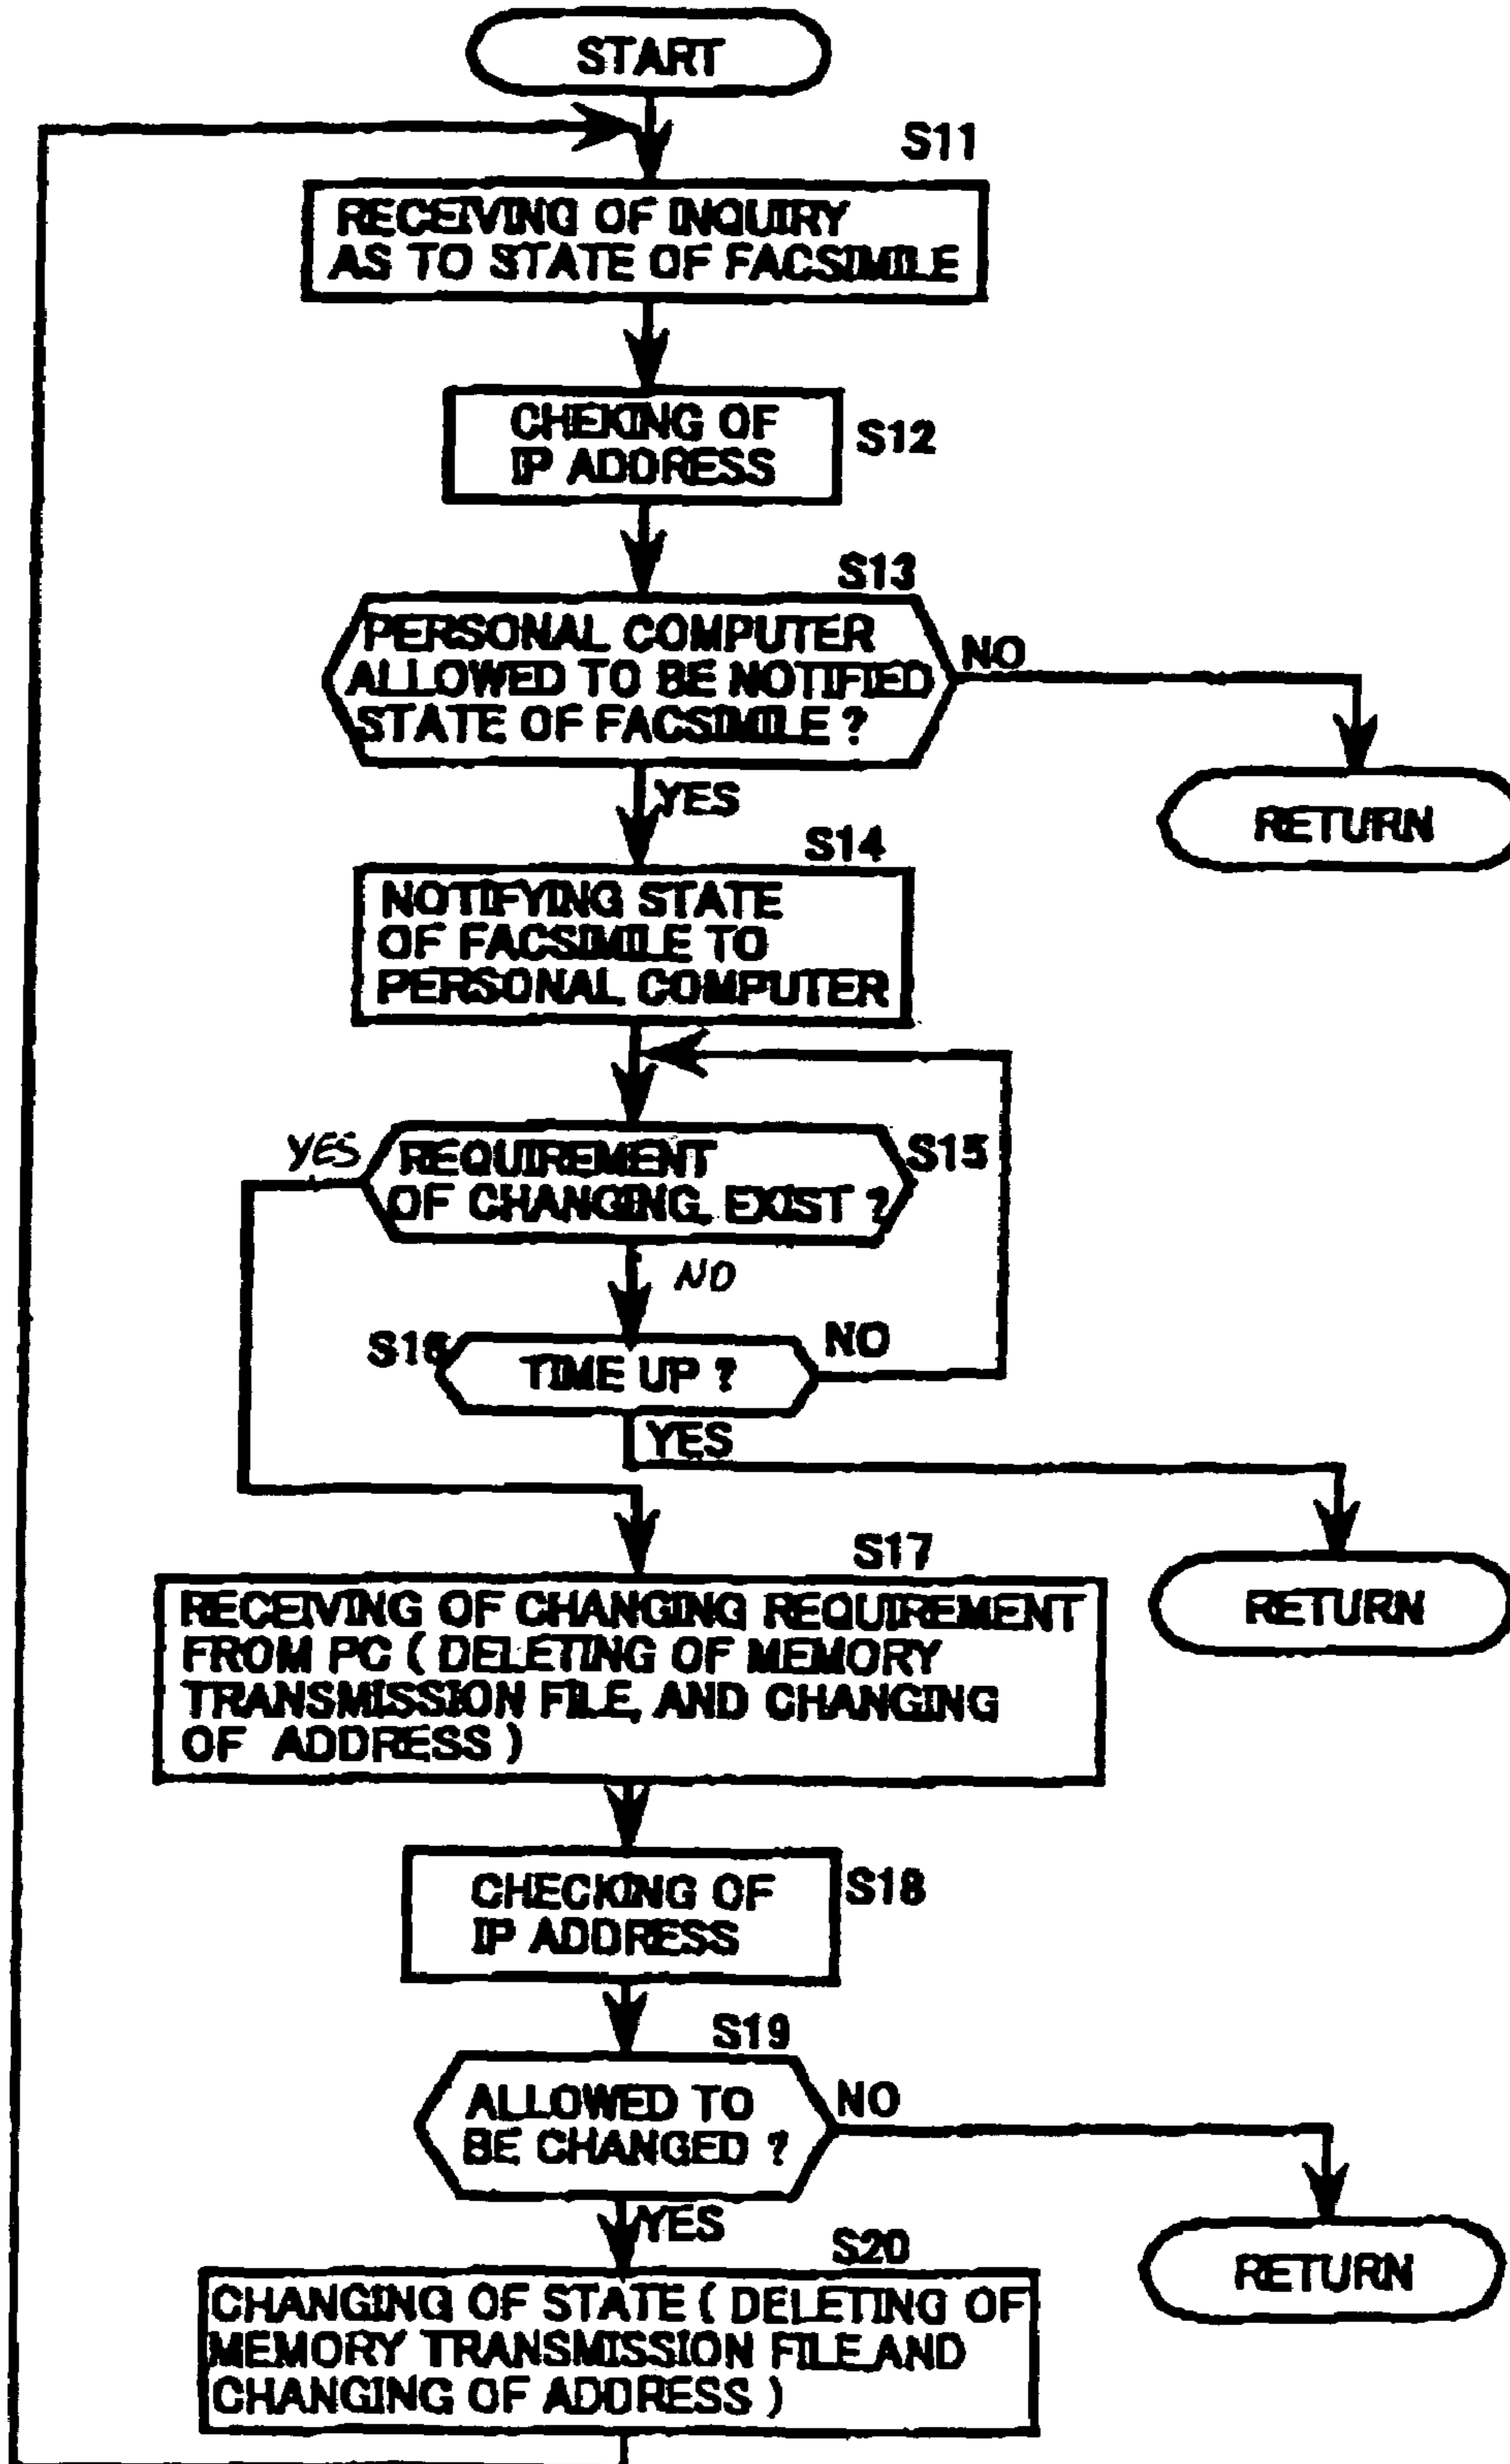 START
S11
RECEIVING OF INQUIRY
AS TO STATE OF FACSIMILE
CHEKING OF
IP ADDRESS
S12
S13
PERSONAL COMPUTER
ALLOWED TO BE NOTIFIED
STATE OF FACSIMILE ?
NO
YES
RETURN
S14
NOTIFYING STATE
OF FACSIMILE TO
PERSONAL COMPUTER
YES
REQUIREMENT
OF CHANGING EXIST ?
S15
NO
S16
TIME UP ?
NO
YES
RETURN
S17
RECEIVING OF CHANGING REQUIREMENT
FROM PC ( DELETING OF MEMORY
TRANSMISSION FILE, AND CHANGING
OF ADDRESS )
CHECKING OF
IP ADDRESS
S18
S19
ALLOWED TO
BE CHANGED ?
NO
YES
RETURN
S20
CHANGING OF STATE ( DELETING OF
MEMORY TRANSMISSION FILE AND
CHANGING OF ADDRESS )